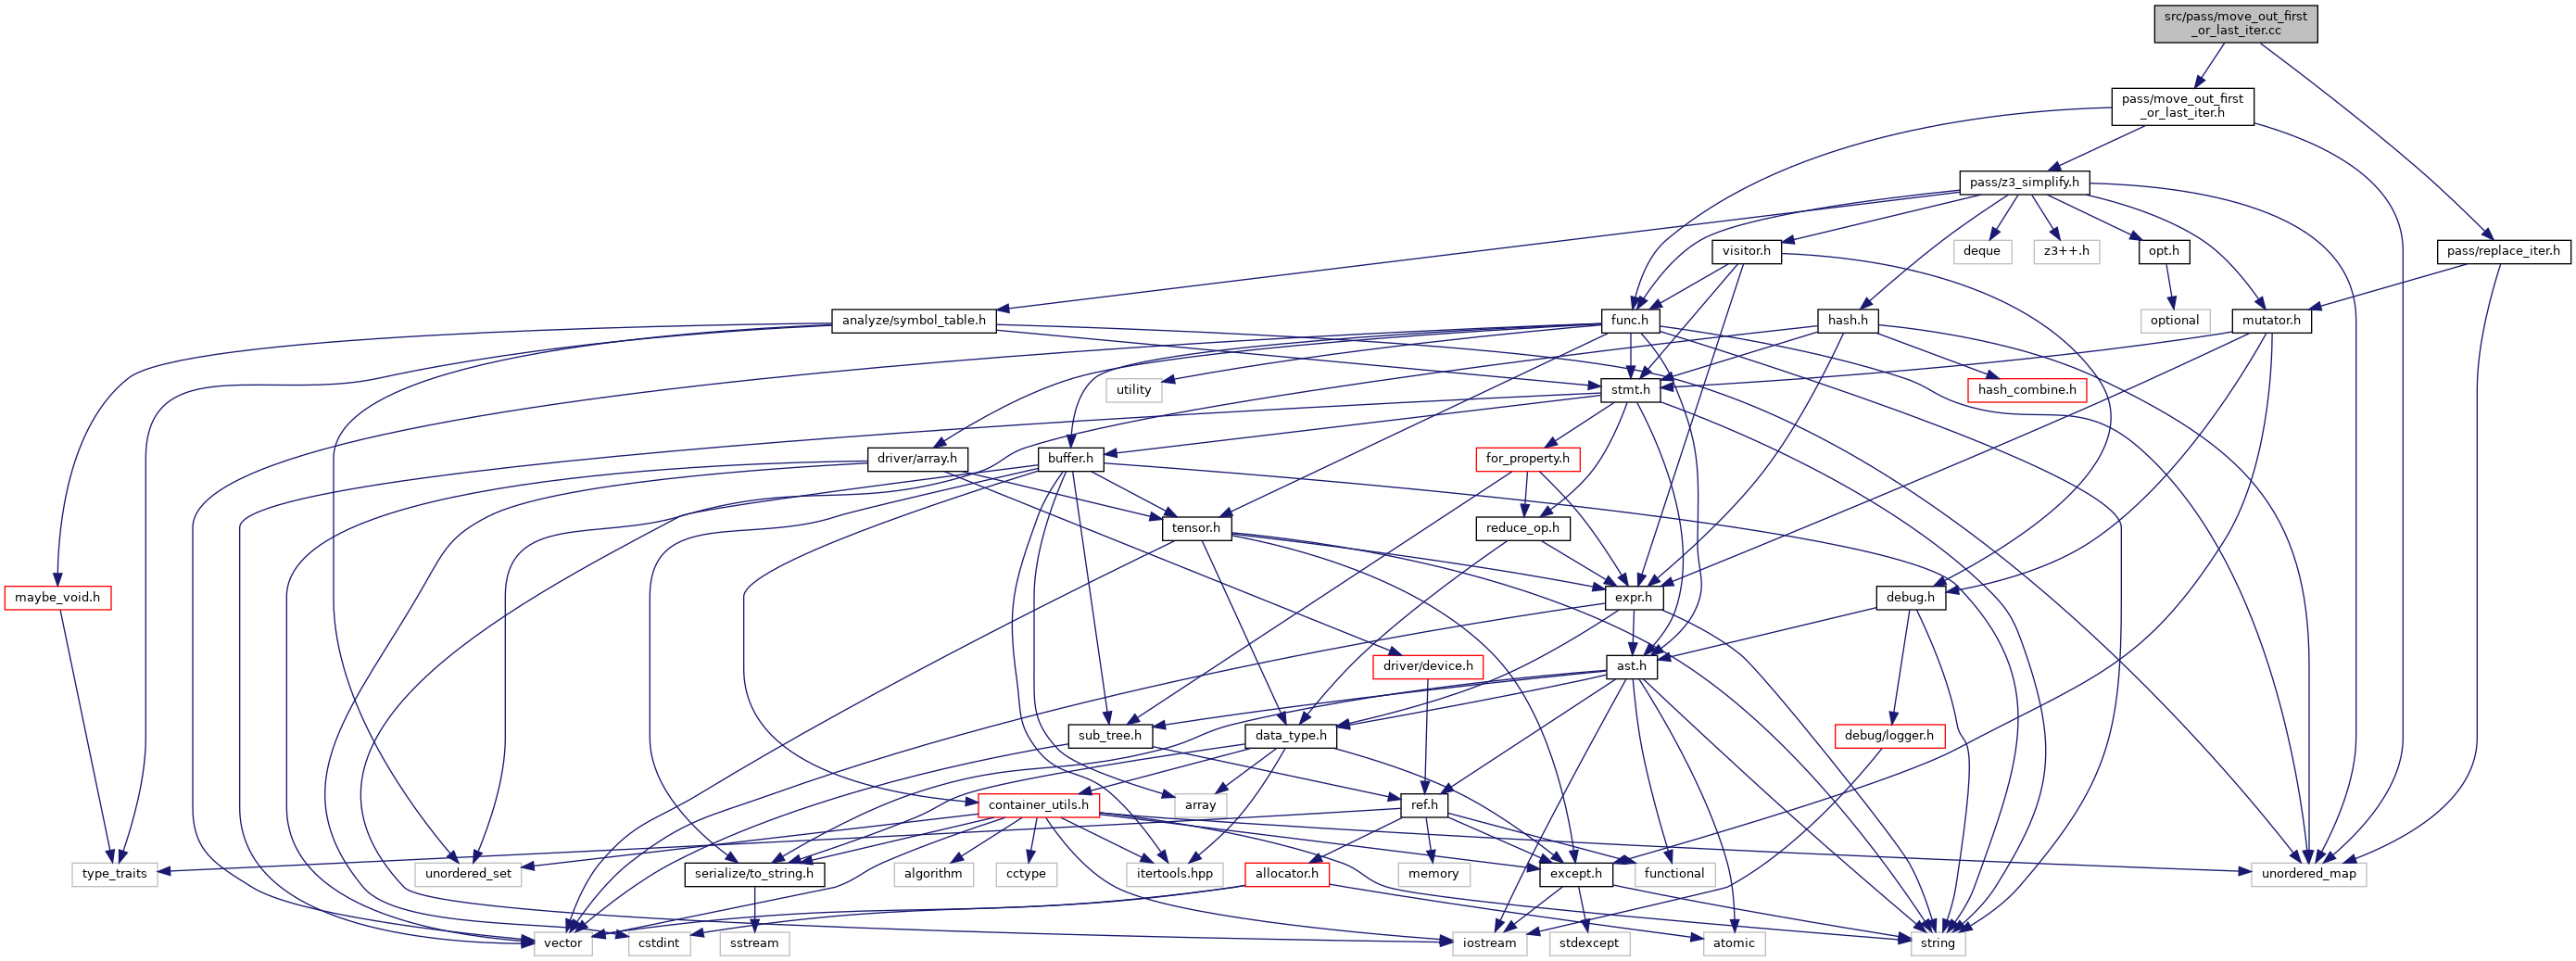 src/pass/move_out_first
_or_last_iter.cc
pass/move_out_first
_or_last_iter.h
pass/z3_simplify.h
visitor.h
deque
z3++.h
opt.h
pass/replace_iter.h
analyze/symbol_table.h
func.h
hash.h
optional
mutator.h
utility
stmt.h
hash_combine.h
driver/array.h
buffer.h
for_property.h
tensor.h
reduce_op.h
maybe_void.h
expr.h
debug.h
driver/device.h
ast.h
sub_tree.h
data_type.h
debug/logger.h
container_utils.h
array
ref.h
type_traits
unordered_set
serialize/to_string.h
algorithm
cctype
itertools.hpp
allocator.h
memory
except.h
functional
unordered_map
vector
cstdint
sstream
iostream
stdexcept
atomic
string